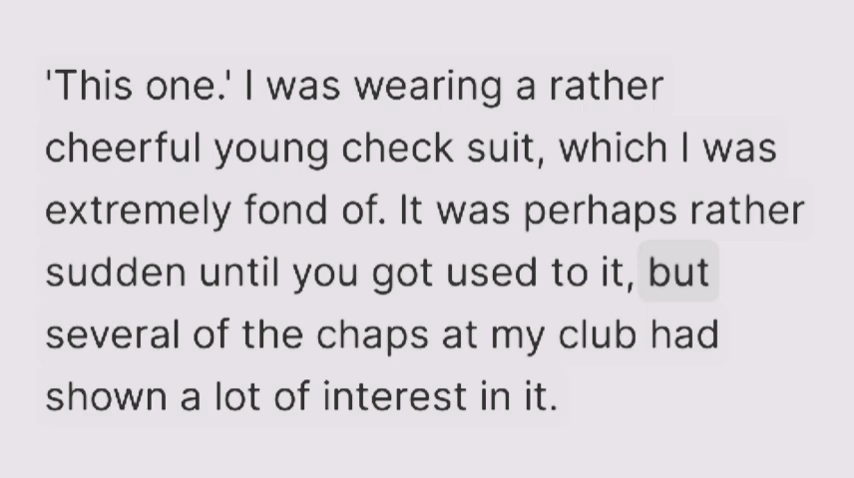 'This one.' I was wearing a rather
cheerful young check suit, which I was
extremely fond of. It was perhaps rather
sudden until you got used to it, but
several of the chaps at my club had
shown a lot of interest in it.